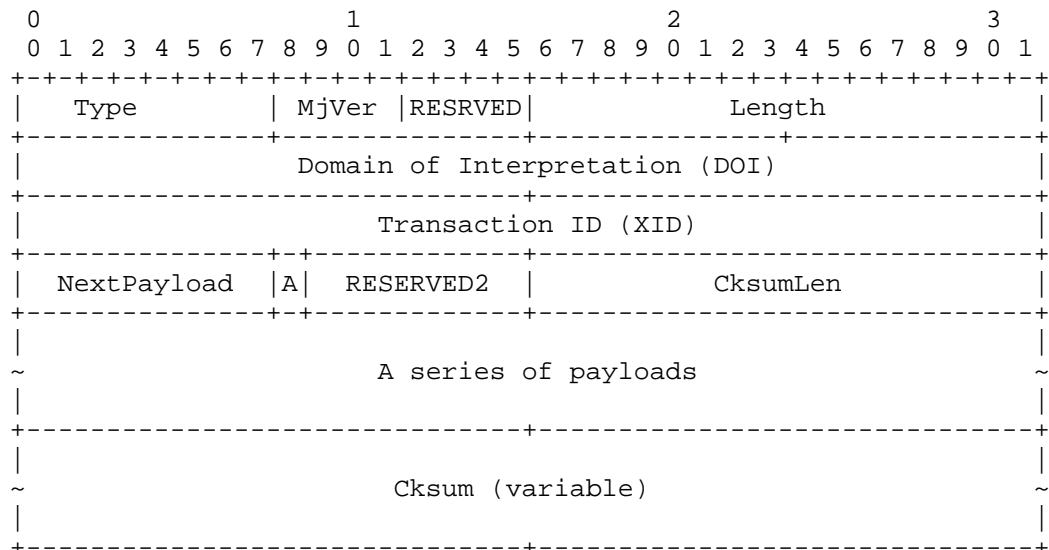 0                   1                   2                   3
0 1 2 3 4 5 6 7 8 9 0 1 2 3 4 5 6 7 8 9 0 1 2 3 4 5 6 7 8 9 0 1
+-+-+-+-+-+-+-+-+-+-+-+-+-+-+-+-+-+-+-+-+-+-+-+-+-+-+-+-+-+-+-+-+
|   Type        | MjVer |RESRVED|            Length             |
+---------------+---------------+---------------+---------------+
|                 Domain of Interpretation (DOI)                |
+-------------------------------+-------------------------------+
|                      Transaction ID (XID)                     |
+---------------+-+-------------+-------------------------------+
|  NextPayload  |A|  RESERVED2  |           CksumLen            |
+---------------+-+-------------+-------------------------------+
|                                                               |
~                      A series of payloads                     ~
|                                                               |
+-------------------------------+-------------------------------+
|                                                               |
~                       Cksum (variable)                        ~
|                                                               |
+-------------------------------+-------------------------------+